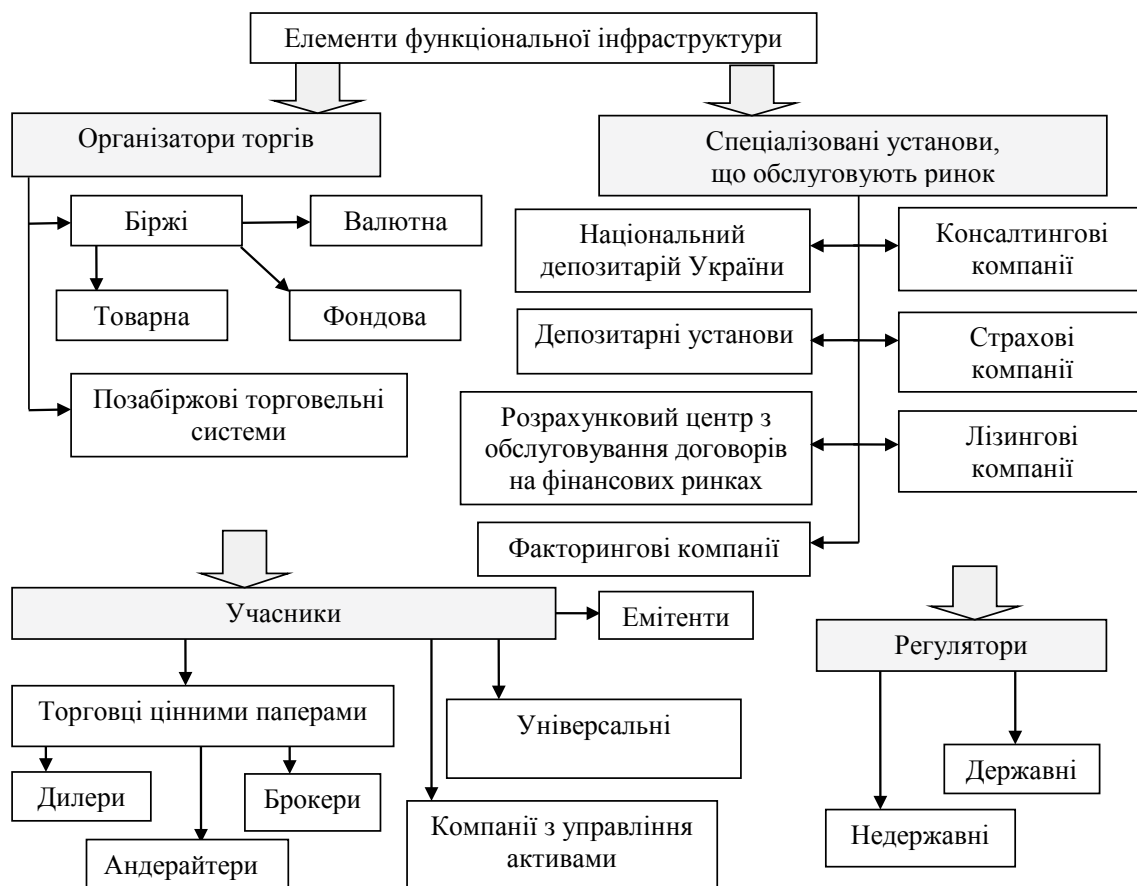 Елементи функціональної інфраструктури
Організатори торгів
Спеціалізовані установи,
що обслуговують ринок
Біржі
Валютна
Товарна
Фондова
Позабіржові торговельні
системи
Національний
депозитарій України
Консалтингові
компанії
Депозитарні установи
Страхові
компанії
Розрахунковий центр з
обслуговування договорів
на фінансових ринках
Лізингові
компанії
Факторингові компанії
Учасники
Емітенти
Регулятори
Торговці цінними паперами
Універсальні
Дилери
Брокери
Андерайтери
Компанії з управління
активами
Державні
Недержавні